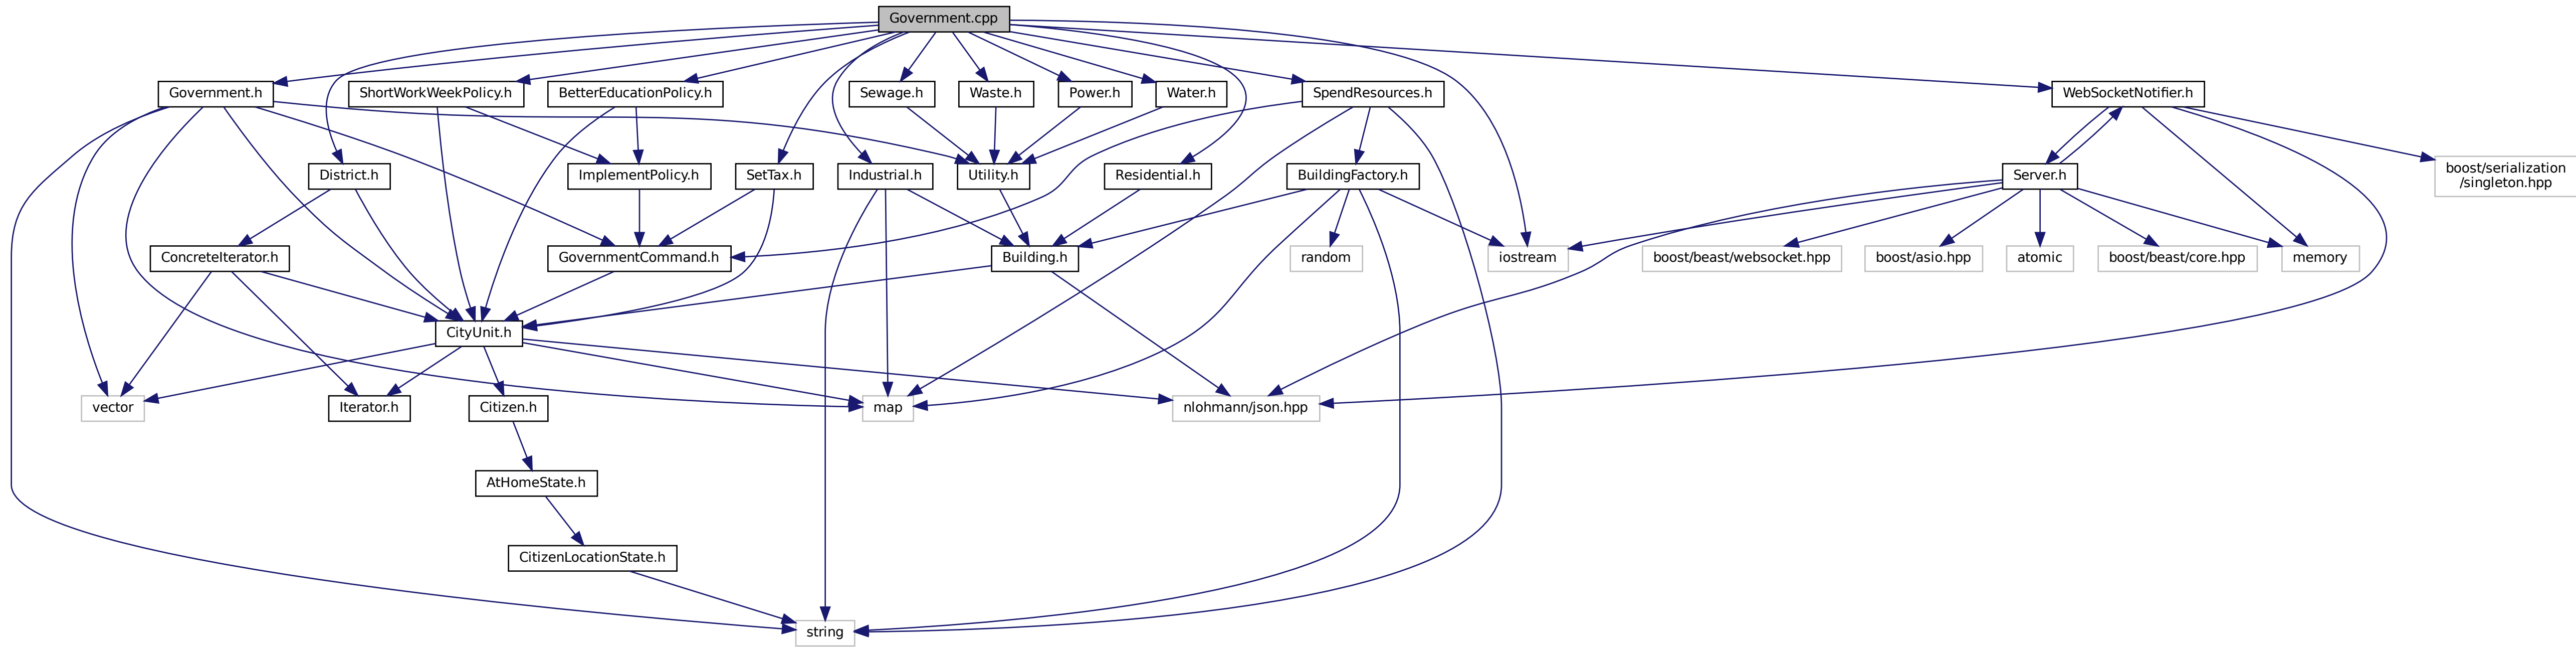 Government.cpp
Government.h
ShortWorkWeekPolicy.h
BetterEducationPolicy.h
Sewage.h
Waste.h
Power.h
Water.h
SpendResources.h
WebSocketNotifier.h
District.h
ImplementPolicy.h
SetTax.h
Industrial.h
Utility.h
Residential.h
BuildingFactory.h
Server.h
boost/serialization
/singleton.hpp
ConcreteIterator.h
GovernmentCommand.h
Building.h
random
iostream
boost/beast/websocket.hpp
boost/asio.hpp
atomic
boost/beast/core.hpp
memory
CityUnit.h
vector
Iterator.h
Citizen.h
map
nlohmann/json.hpp
AtHomeState.h
CitizenLocationState.h
string